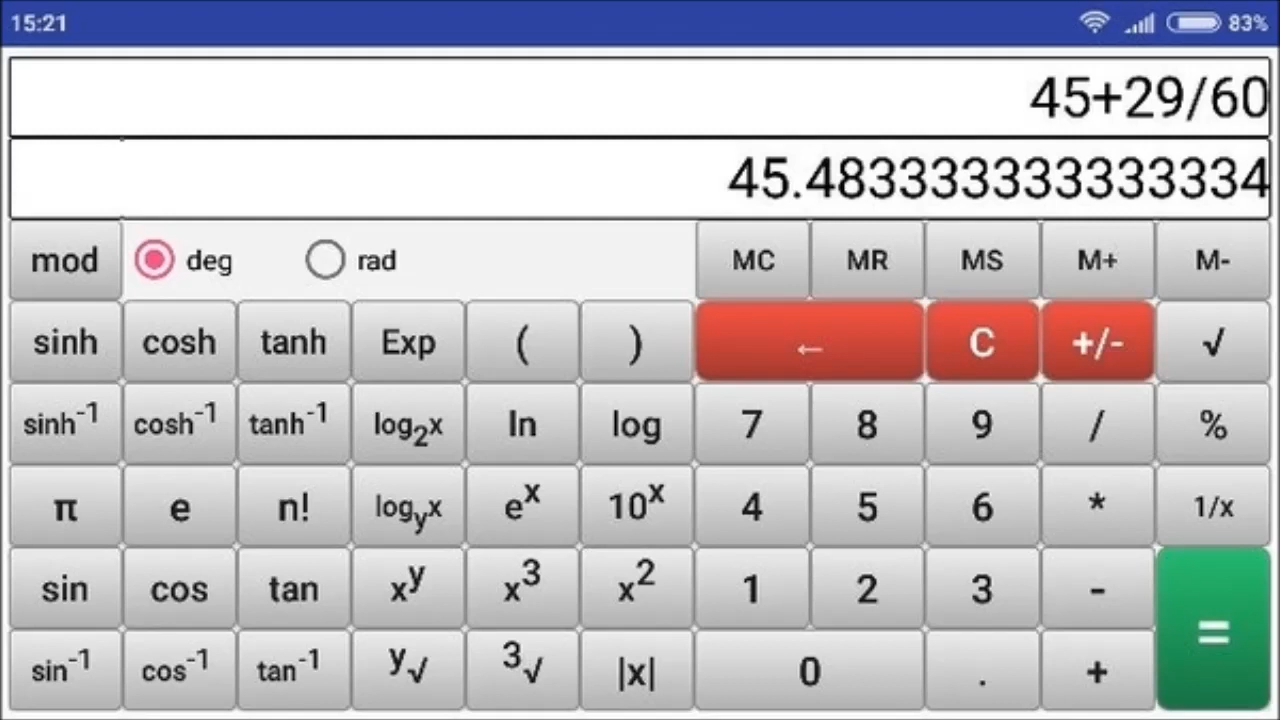 15:21 83%
45+29/60
45.483333333333334
mod deg rad MC MR MS M+ M-
sinh cosh tanh Exp ( ) ← C +/- √
sinh⁻¹ cosh⁻¹ tanh⁻¹ log₂x ln log 7 8 9 / %
π e n! logᵧx eˣ 10ˣ 4 5 6 * 1/x
sin cos tan xʸ x³ x² 1 2 3 -
sin⁻¹ cos⁻¹ tan⁻¹ ʸ√ ³√ |x| 0 . + =